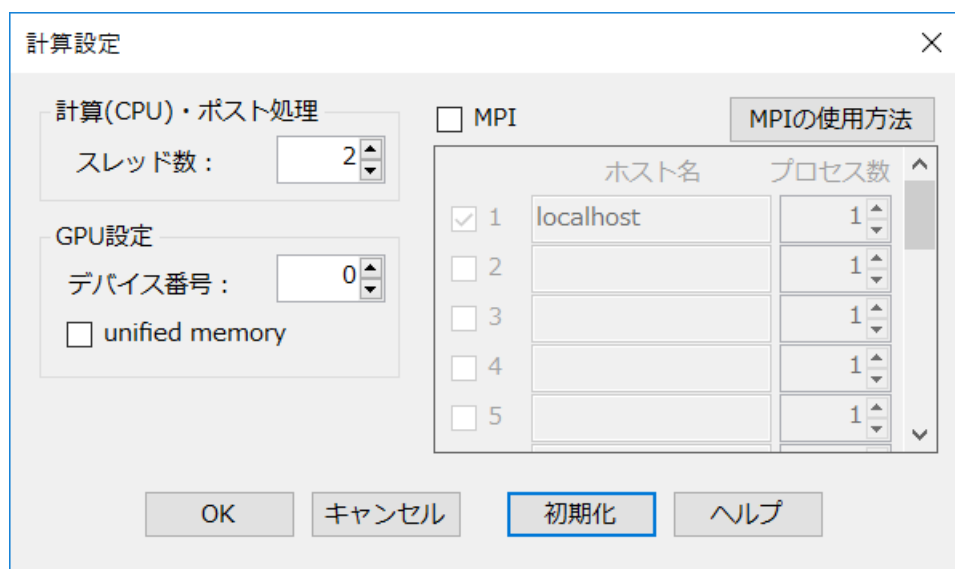 計算設定
計算(CPU)・ポスト処理
スレッド数：
2
GPU設定
デバイス番号：
0
unified memory
MPI
MPIの使用方法
ホスト名 プロセス数
1 localhost 1
2 1
3 1
4 1
5 1
OK
キャンセル
初期化
ヘルプ